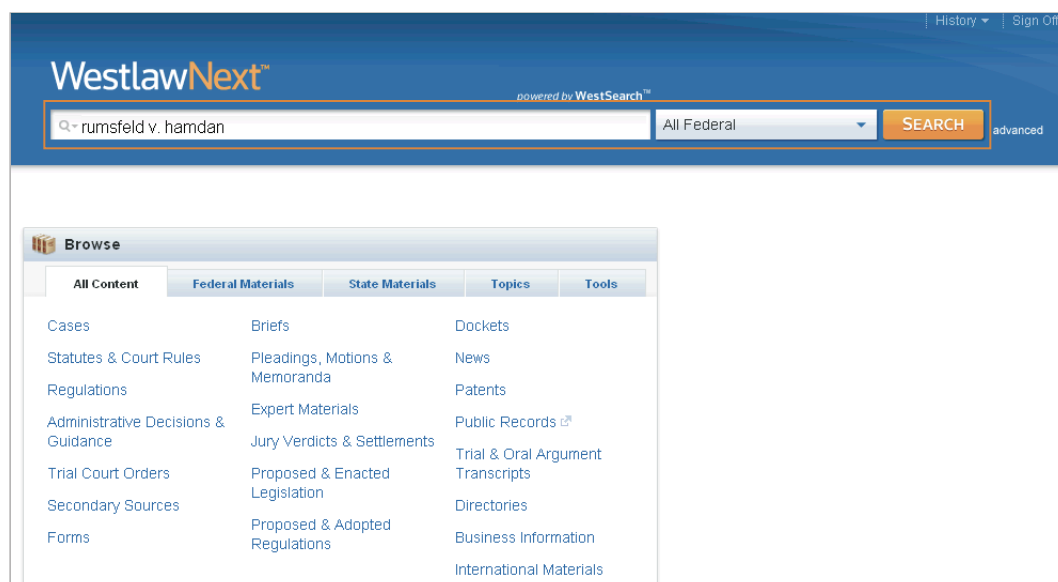 History Sign Off
WestlawNext™
powered by WestSearch™
rumsfeld v. hamdan All Federal SEARCH advanced
Browse
All Content Federal Materials State Materials Topics Tools
Cases
Statutes & Court Rules
Regulations
Administrative Decisions &
Guidance
Trial Court Orders
Secondary Sources
Forms
Briefs
Pleadings, Motions &
Memoranda
Expert Materials
Jury Verdicts & Settlements
Proposed & Enacted
Legislation
Proposed & Adopted
Regulations
Dockets
News
Patents
Public Records
Trial & Oral Argument
Transcripts
Directories
Business Information
International Materials